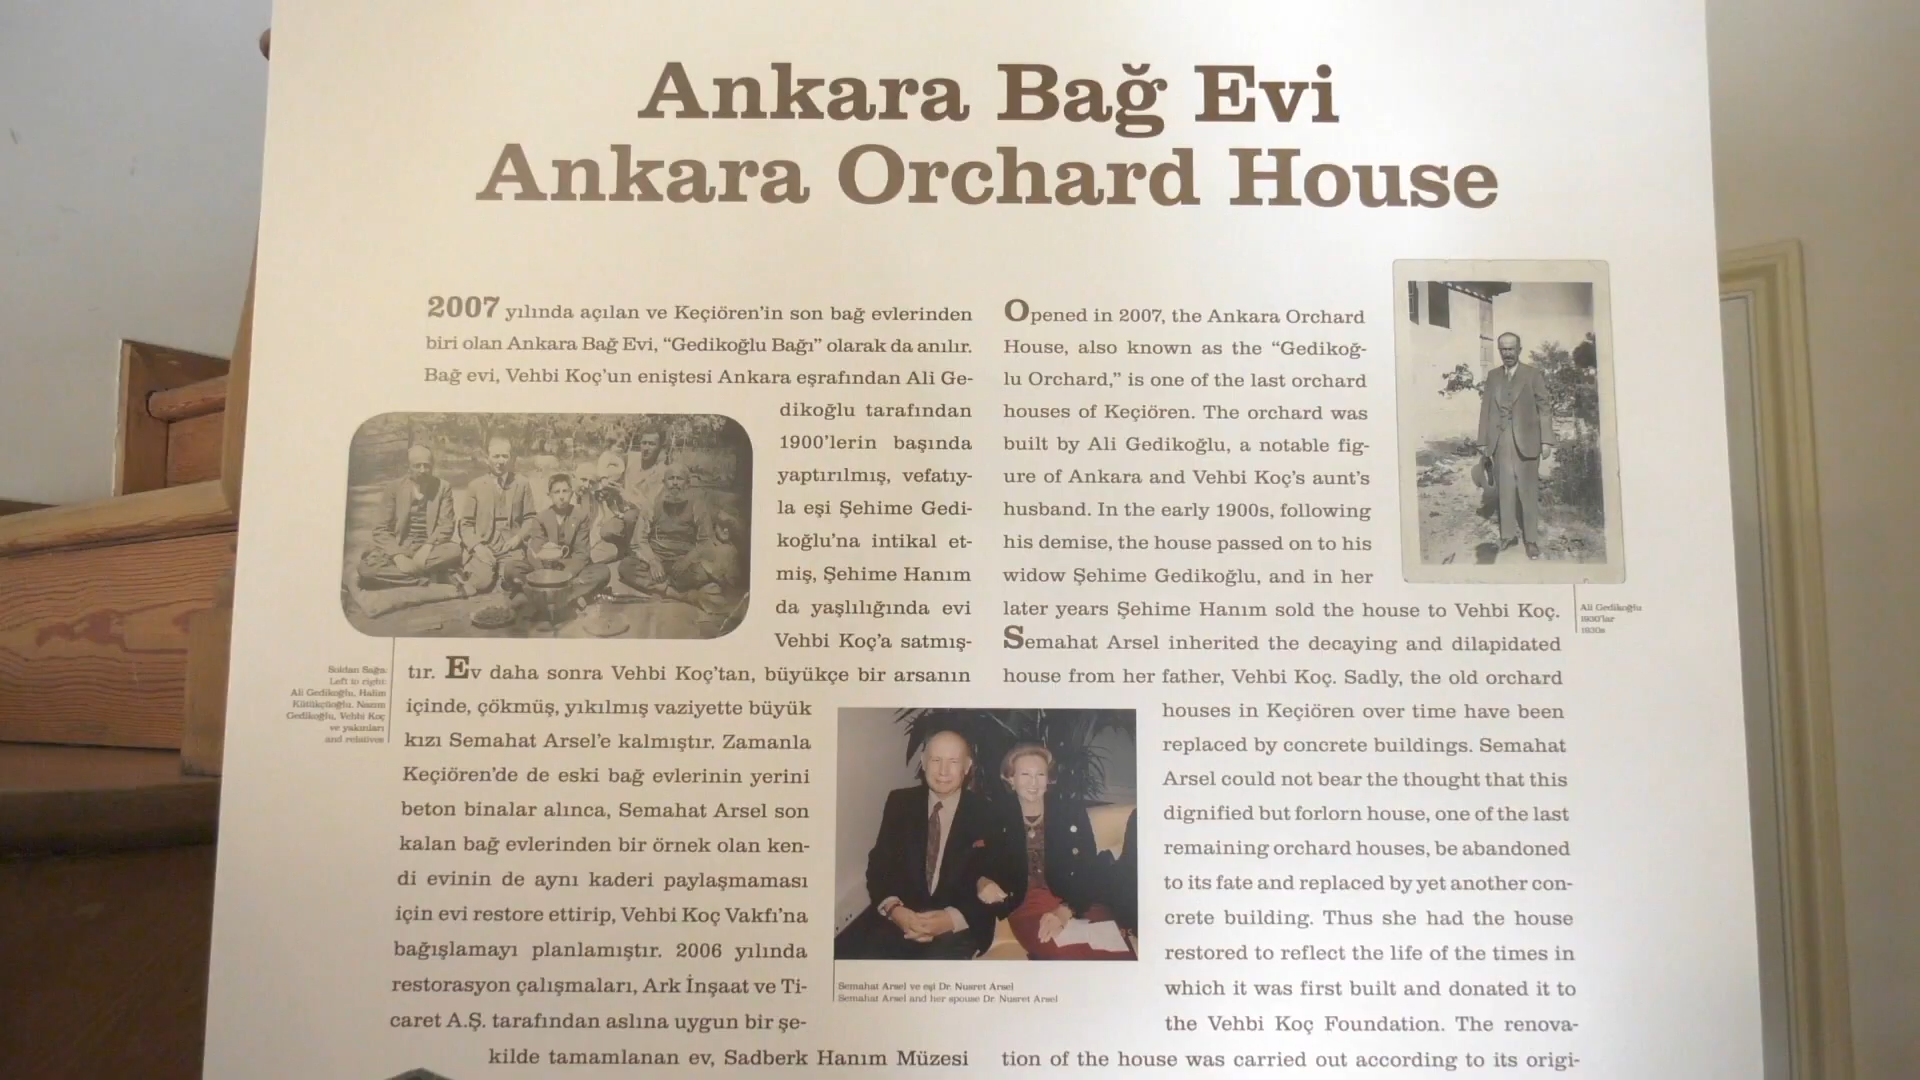 Ankara Bağ Evi
Ankara Orchard House
2007 yılında açılan ve Keçiören'in son bağ evlerinden
biri olan Ankara Bağ Evi, “Gedikoğlu Bağı” olarak da anılır.
Bağ evi, Vehbi Koç'un eniştesi Ankara eşrafından Ali Ge-
dikoğlu tarafından
1900'lerin başında
yaptırılmış, vefatıy-
la eşi Şehime Gedi-
koğlu'na intikal et-
miş, Şehime Hanım
da yaşlılığında evi
Vehbi Koç'a satmış-
tır. Ev daha sonra Vehbi Koç'tan, büyükçe bir arsanın
içinde, çökmüş, yıkılmış vaziyette büyük
kızı Semahat Arsel'e kalmıştır. Zamanla
Keçiören'de de eski bağ evlerinin yerini
beton binalar alınca, Semahat Arsel son
kalan bağ evlerinden bir örnek olan ken-
di evinin de aynı kaderi paylaşmaması
için evi restore ettirip, Vehbi Koç Vakfı'na
bağışlamayı planlamıştır. 2006 yılında
restorasyon çalışmaları, Ark İnşaat ve Ti-
caret A.Ş. tarafından aslına uygun bir şe-
kilde tamamlanan ev, Sadberk Hanım Müzesi
Soldan Sağa:
Left to right:
Ali Gedikoğlu, Halim
Kütükçüoğlu, Nazım
Gedikoğlu, Vehbi Koç
ve yakınları
and relatives
Opened in 2007, the Ankara Orchard
House, also known as the “Gedikoğ-
lu Orchard,” is one of the last orchard
houses of Keçiören. The orchard was
built by Ali Gedikoğlu, a notable fig-
ure of Ankara and Vehbi Koç's aunt's
husband. In the early 1900s, following
his demise, the house passed on to his
widow Şehime Gedikoğlu, and in her
later years Şehime Hanım sold the house to Vehbi Koç.
Semahat Arsel inherited the decaying and dilapidated
house from her father, Vehbi Koç. Sadly, the old orchard
houses in Keçiören over time have been
replaced by concrete buildings. Semahat
Arsel could not bear the thought that this
dignified but forlorn house, one of the last
remaining orchard houses, be abandoned
to its fate and replaced by yet another con-
crete building. Thus she had the house
restored to reflect the life of the times in
which it was first built and donated it to
the Vehbi Koç Foundation. The renova-
tion of the house was carried out according to its origi-
Ali Gedikoğlu
1930'lar
1930s
Semahat Arsel ve eşi Dr. Nusret Arsel
Semahat Arsel and her spouse Dr. Nusret Arsel